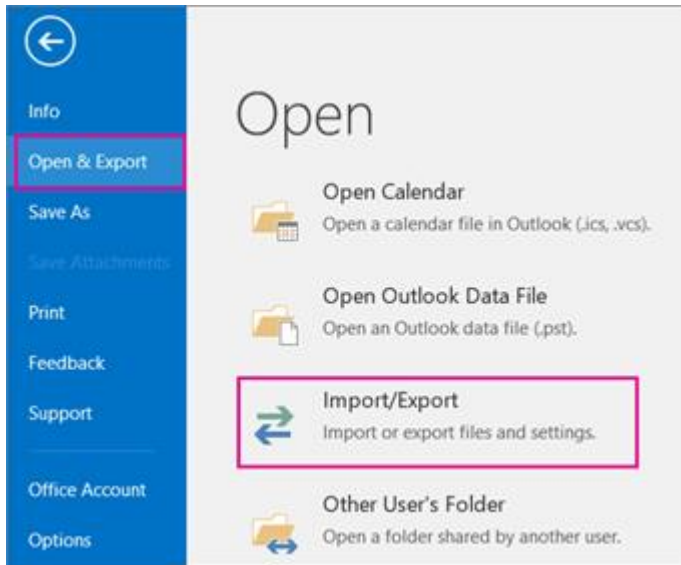 Info
Open & Export
Save As
Save Attachments
Print
Feedback
Support
Office Account
Options
Open
Open Calendar
Open a calendar file in Outlook (.ics, .vcs).
Open Outlook Data File
Open an Outlook data file (.pst).
Import/Export
Import or export files and settings.
Other User's Folder
Open a folder shared by another user.